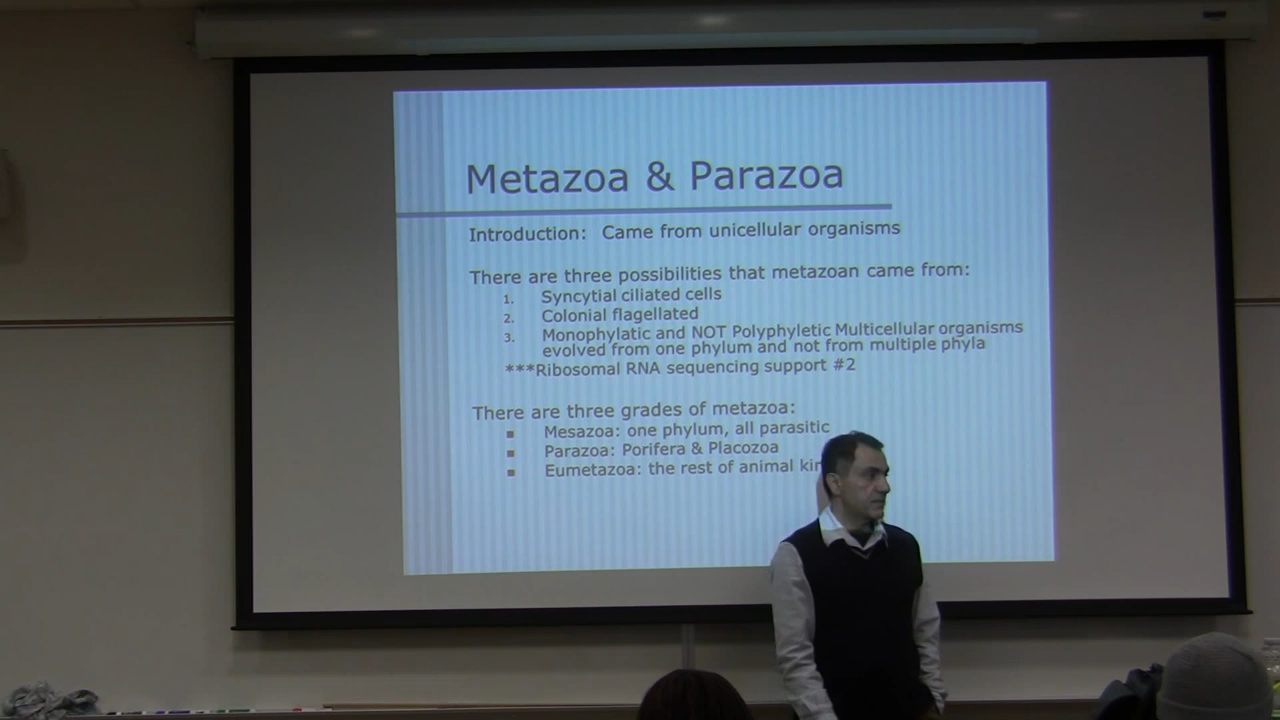 Metazoa & Parazoa
Introduction: Came from unicellular organisms
There are three possibilities that metazoan came from:
1. Syncytial ciliated cells
2. Colonial flagellated
3. Monophylatic and NOT Polyphyletic Multicellular organisms
evolved from one phylum and not from multiple phyla
***Ribosomal RNA sequencing support #2
There are three grades of metazoa:
Mesazoa: one phylum, all parasitic
Parazoa: Porifera & Placozoa
Eumetazoa: the rest of animal